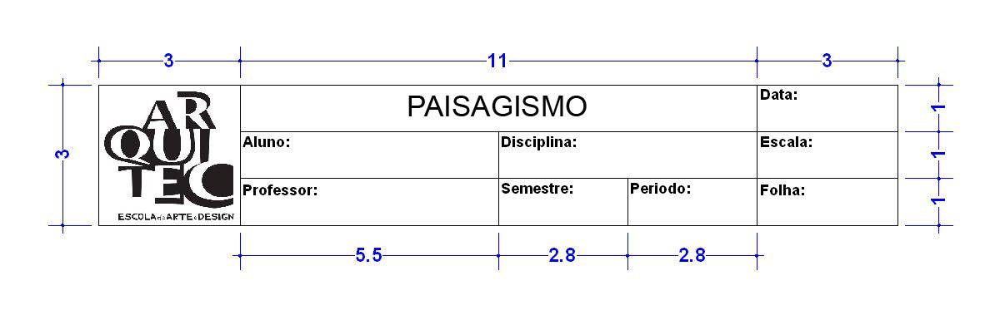 3 11 3
AR
QUI
TEC
ESCOLA de ARTE e DESIGN
PAISAGISMO
Data:
Aluno:
Disciplina:
Escala:
Professor:
Semestre:
Periodo:
Folha:
3
1
1
1
5.5 2.8 2.8